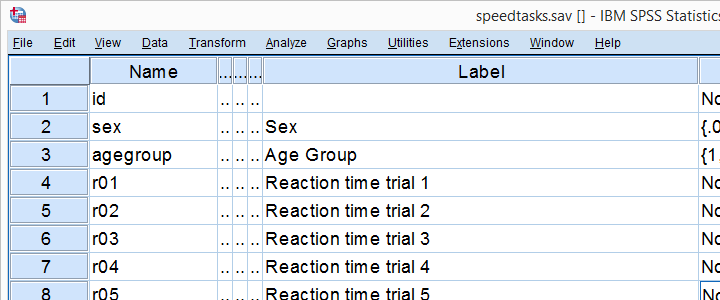 speedtasks.sav [] - IBM SPSS Statistics
File Edit View Data Transform Analyze Graphs Utilities Extensions Window Help
Name ... ... ... Label
1 id .. .. .. No
2 sex .. .. .. Sex {.0
3 agegroup .. .. .. Age Group {1
4 r01 .. .. .. Reaction time trial 1 No
5 r02 .. .. .. Reaction time trial 2 No
6 r03 .. .. .. Reaction time trial 3 No
7 r04 .. .. .. Reaction time trial 4 No
8 r05 .. .. .. Reaction time trial 5 No